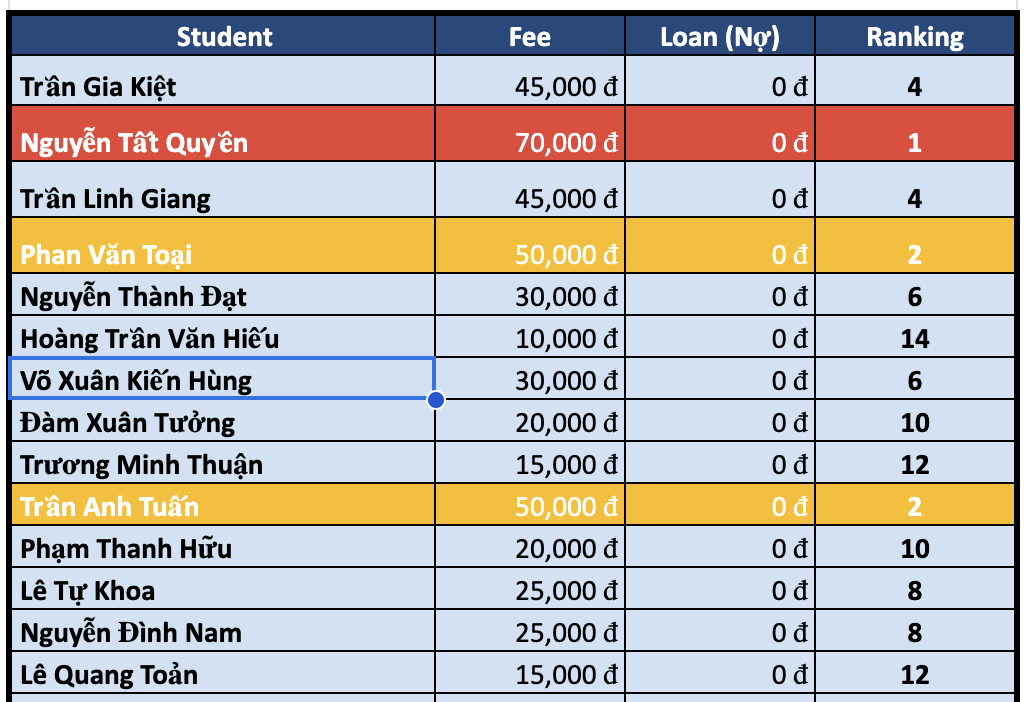 Student Fee Loan (Nợ) Ranking
Trần Gia Kiệt 45,000 đ 0 đ 4
Nguyễn Tất Quyền 70,000 đ 0 đ 1
Trần Linh Giang 45,000 đ 0 đ 4
Phan Văn Toại 50,000 đ 0 đ 2
Nguyễn Thành Đạt 30,000 đ 0 đ 6
Hoàng Trần Văn Hiếu 10,000 đ 0 đ 14
Võ Xuân Kiến Hùng 30,000 đ 0 đ 6
Đàm Xuân Tưởng 20,000 đ 0 đ 10
Trương Minh Thuận 15,000 đ 0 đ 12
Trần Anh Tuấn 50,000 đ 0 đ 2
Phạm Thanh Hữu 20,000 đ 0 đ 10
Lê Tự Khoa 25,000 đ 0 đ 8
Nguyễn Đình Nam 25,000 đ 0 đ 8
Lê Quang Toản 15,000 đ 0 đ 12